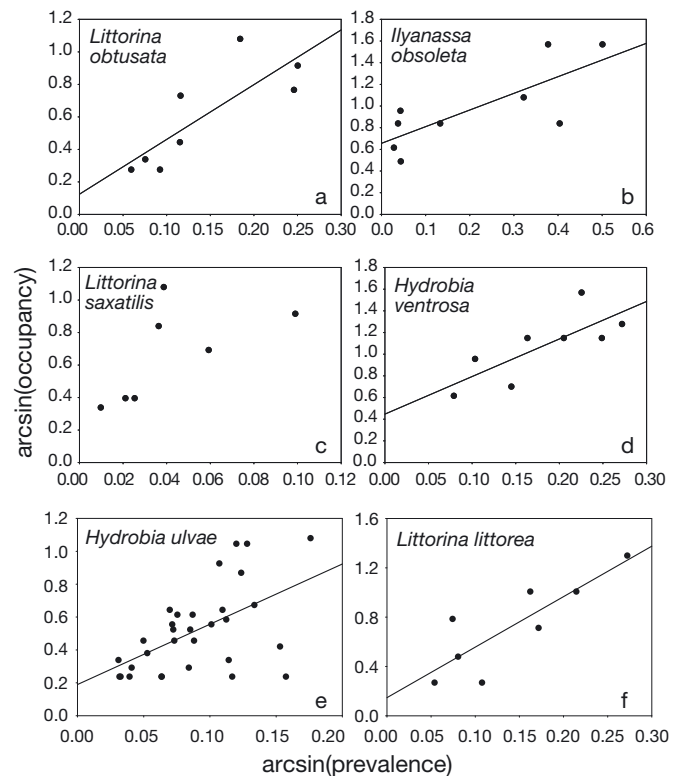 Littorina
obtusata
1.2
1.0
0.8
0.6
0.4
0.2
0.0
0.00 0.05 0.10 0.15 0.20 0.25 0.30
a
Ilyanassa
obsoleta
1.8
1.6
1.4
1.2
1.0
0.8
0.6
0.4
0.2
0.0
0.0 0.1 0.2 0.3 0.4 0.5 0.6
b
Littorina
saxatilis
1.2
1.0
0.8
0.6
0.4
0.2
0.0
0.00 0.02 0.04 0.06 0.08 0.10 0.12
c
Hydrobia
ventrosa
1.8
1.6
1.4
1.2
1.0
0.8
0.6
0.4
0.2
0.0
0.00 0.05 0.10 0.15 0.20 0.25 0.30
d
Hydrobia ulvae
1.2
1.0
0.8
0.6
0.4
0.2
0.0
0.00 0.05 0.10 0.15 0.20
e
Littorina littorea
1.6
1.2
0.8
0.4
0.0
0.00 0.05 0.10 0.15 0.20 0.25 0.30
f
arcsin(occupancy)
arcsin(prevalence)